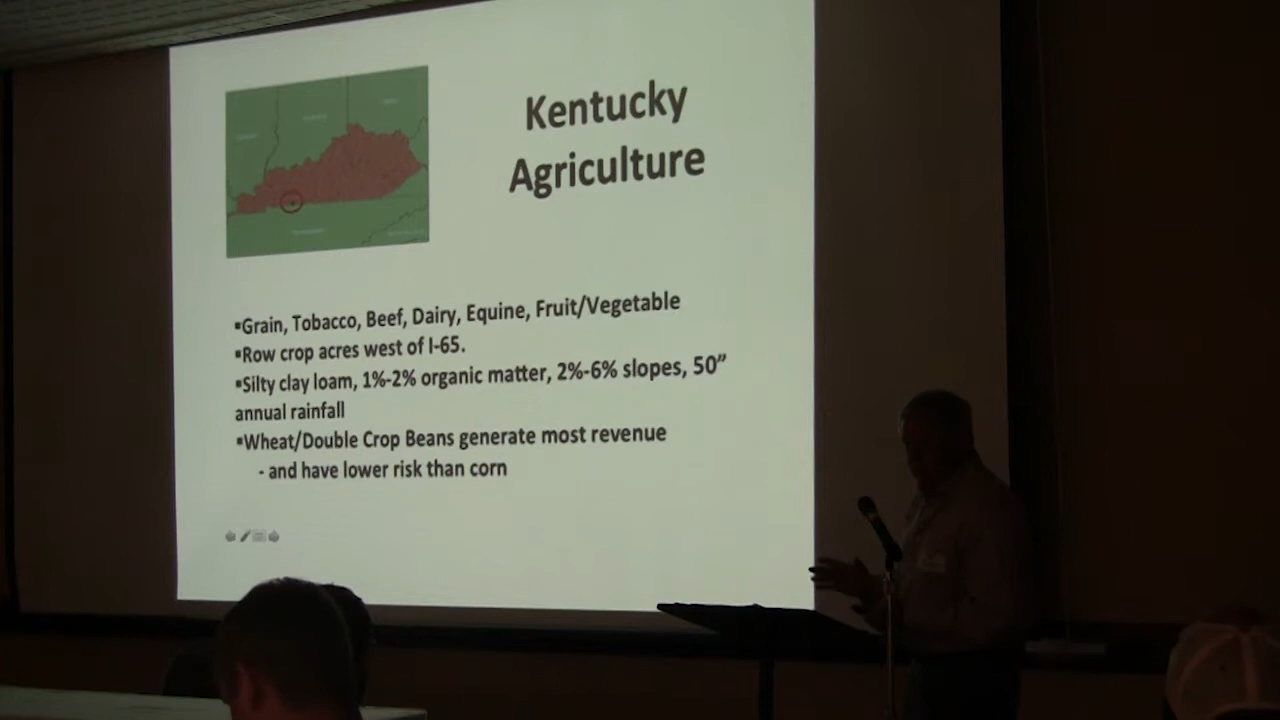 Kentucky
Agriculture
▪Grain, Tobacco, Beef, Dairy, Equine, Fruit/Vegetable
▪Row crop acres west of I-65.
▪Silty clay loam, 1%-2% organic matter, 2%-6% slopes, 50”
annual rainfall
▪Wheat/Double Crop Beans generate most revenue
- and have lower risk than corn